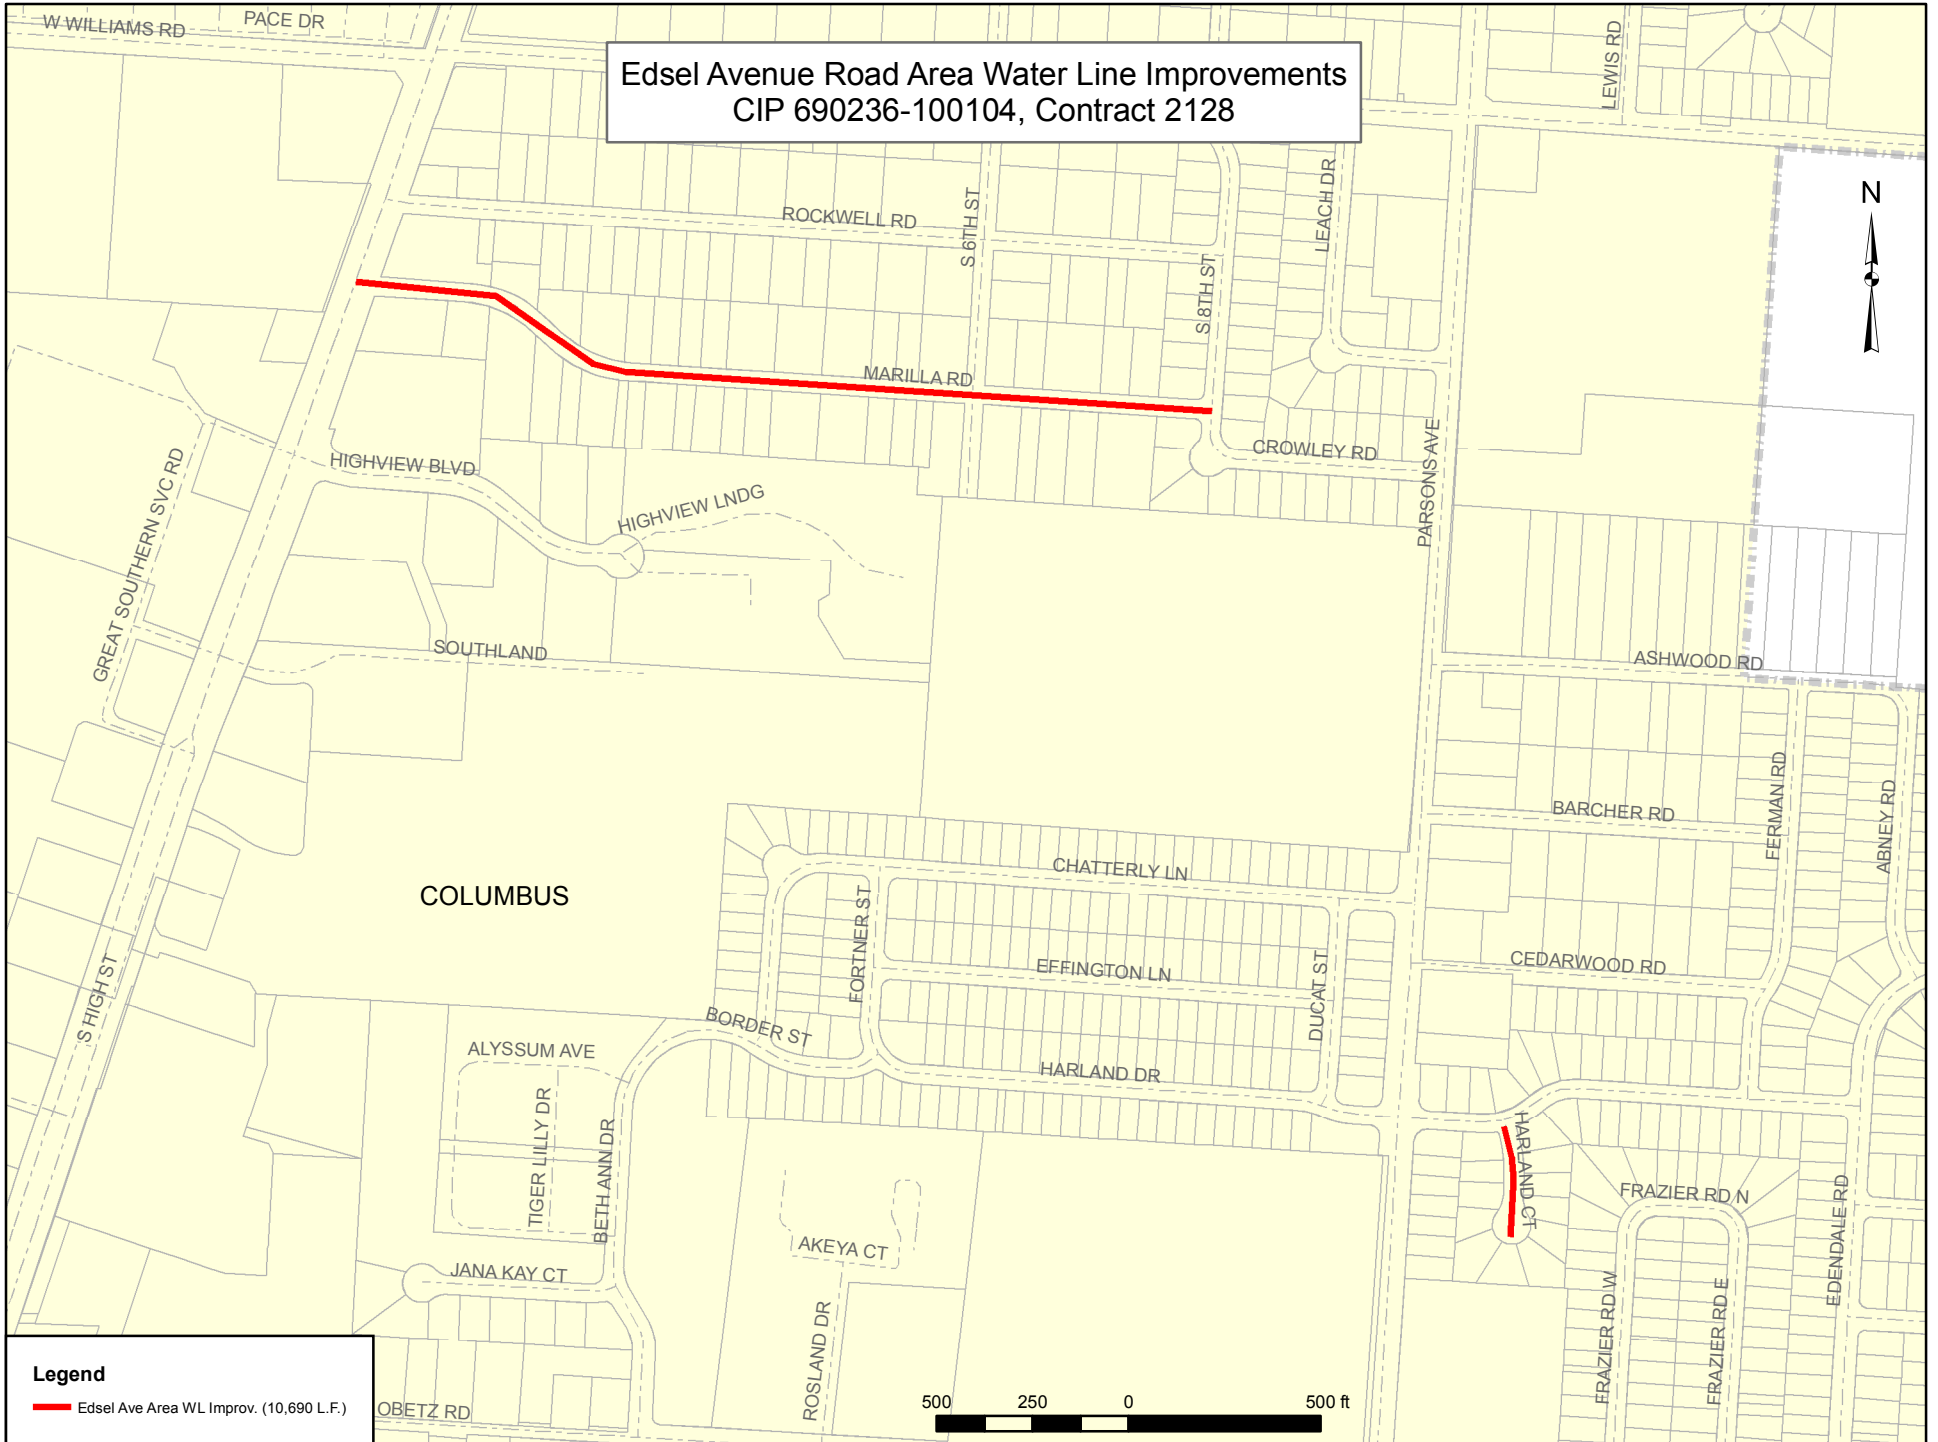 W WILLIAMS RD
PACE DR
LEWIS RD
Edsel Avenue Road Area Water Line Improvements
CIP 690236-100104, Contract 2128
N
ROCKWELL RD
S 6TH ST
LEACH DR
S 8TH ST
MARILLA RD
CROWLEY RD
PARSONS AVE
HIGHVIEW BLVD
HIGHVIEW LNDG
GREAT SOUTHERN SVC RD
SOUTHLAND
ASHWOOD RD
BARCHER RD
FERMAN RD
ABNEY RD
CHATTERLY LN
COLUMBUS
FORTNER ST
EFFINGTON LN
DUCAT ST
CEDARWOOD RD
S HIGH ST
BORDER ST
ALYSSUM AVE
HARLAND DR
TIGER LILLY DR
BETH ANN DR
HARLAND CT
FRAZIER RD N
EDENDALE RD
AKEYA CT
JANA KAY CT
ROSLAND DR
FRAZIER RD W
FRAZIER RD E
Legend
Edsel Ave Area WL Improv. (10,690 L.F.)
OBETZ RD
500 250 0 500 ft